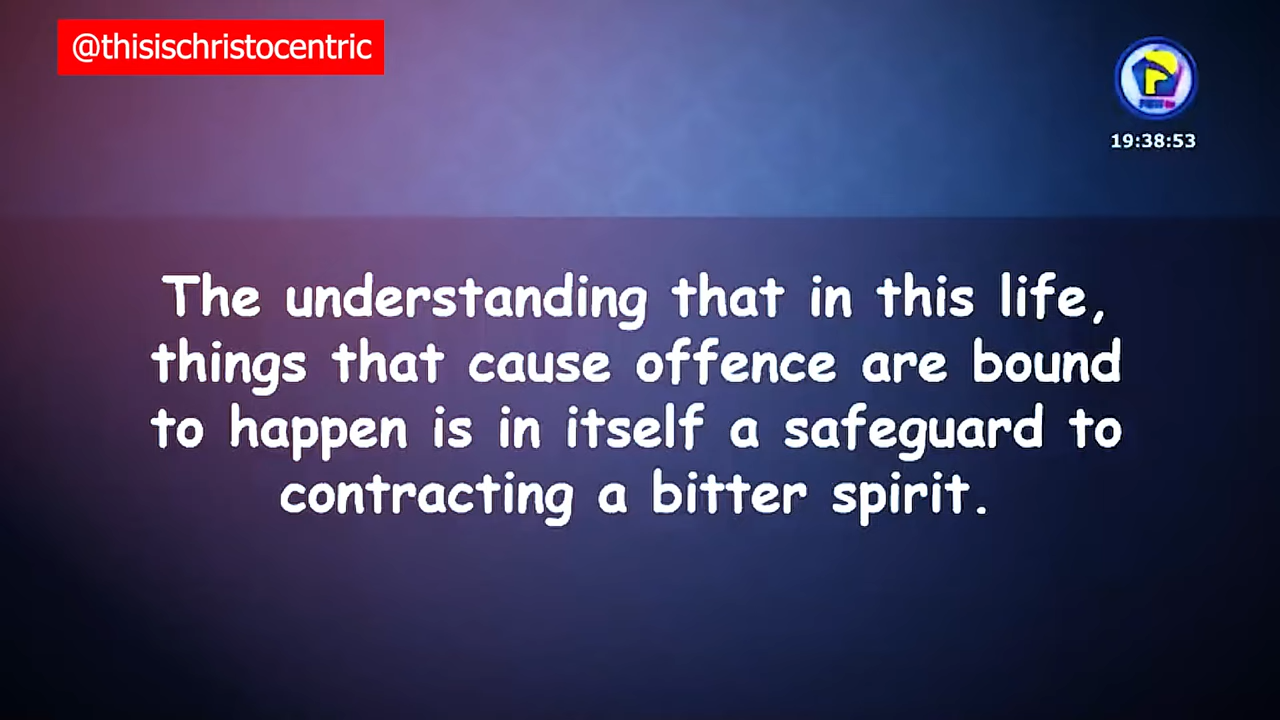 @thisischristocentric
19:38:53
The understanding that in this life,
things that cause offence are bound
to happen is in itself a safeguard to
contracting a bitter spirit.